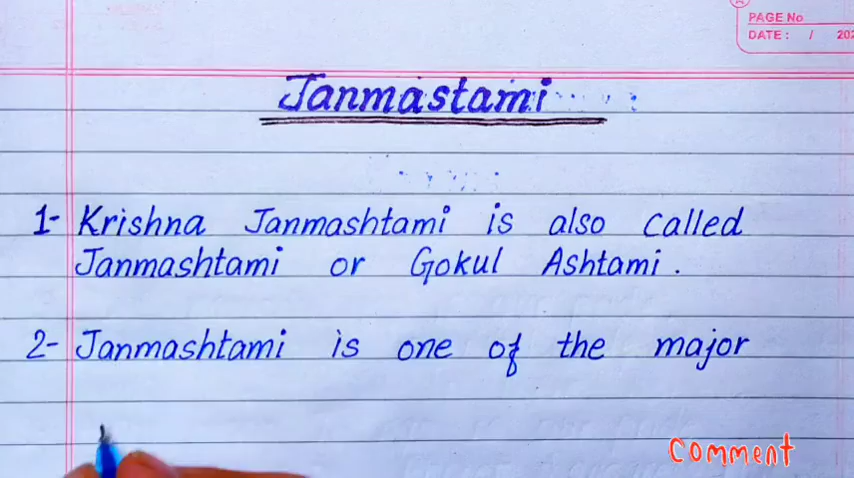 PAGE No
DATE: / 202
Janmastami
1- Krishna Janmashtami is also called
Janmashtami or Gokul Ashtami.
2- Janmashtami is one of the major
comment